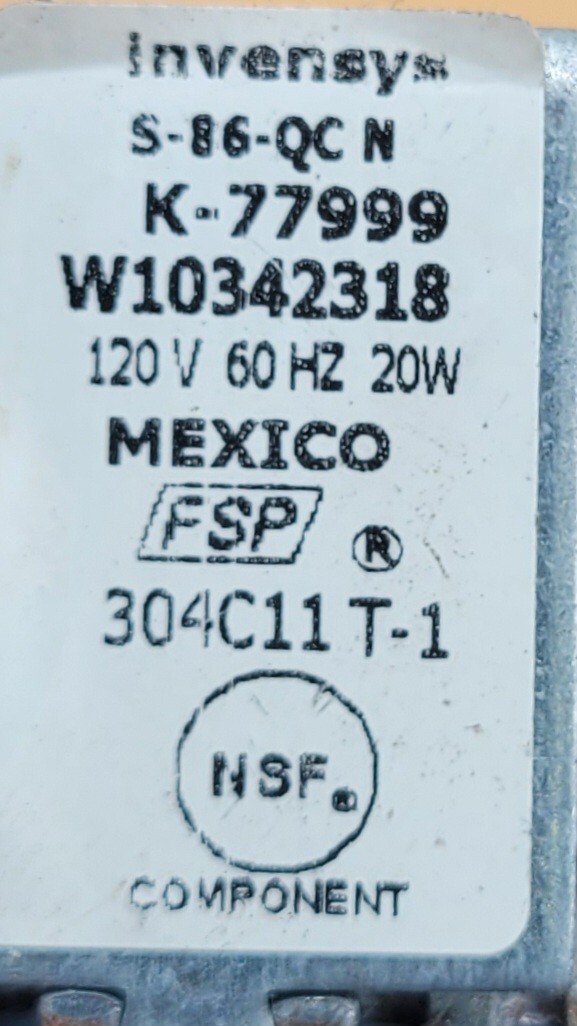 invensys
S-86-QC N
K-77999
W10342318
120 V 60 HZ 20W
MEXICO
FSP ®
304C11 T-1
NSF®
COMPONENT